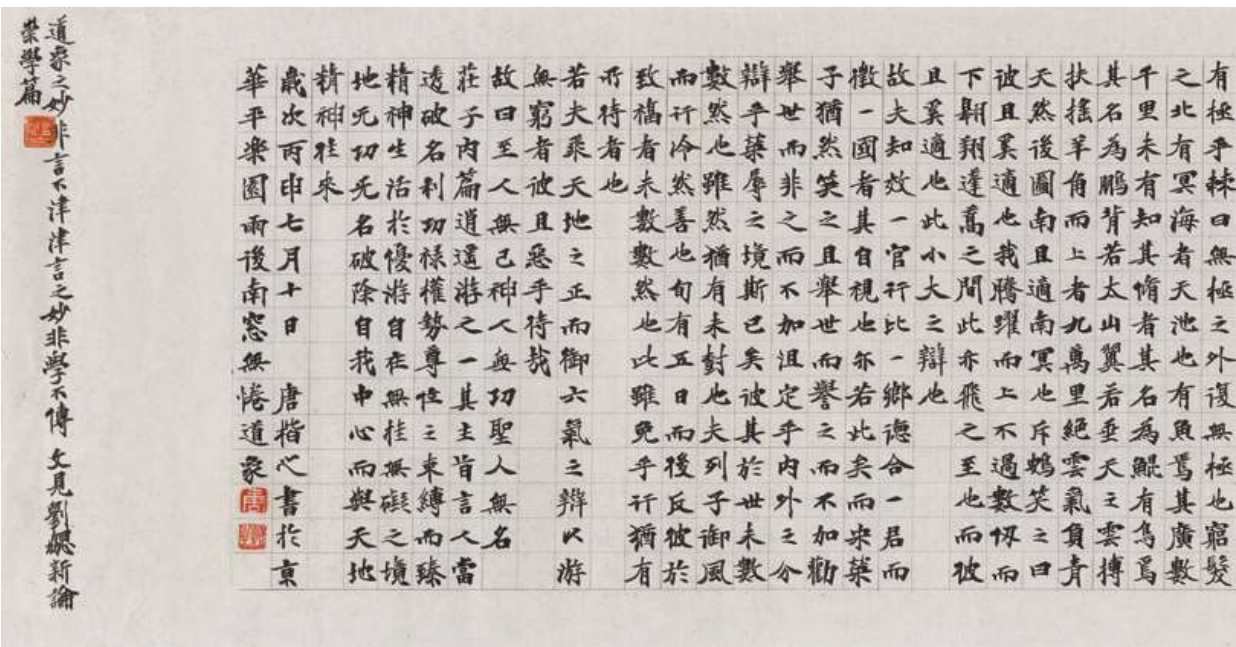 有極乎棘曰無極之外復無極也窮髮
之北有冥海者天池也有魚焉其廣數
千里未有知其脩者其名為鯤有鳥焉
其名為鵬背若太山翼若垂天之雲搏
扶搖羊角而上者九萬里絕雲氣負青
天然後圖南且適南冥也斥鴳笑之曰
彼且奚適也我騰躍而上不過數仞而
下翱翔蓬蒿之間此亦飛之至也而彼
且奚適也此小大之辯也
故夫知效一官行比一鄉德合一君而
徵一國者其自視也亦若此矣而宋榮
子猶然笑之且舉世而譽之而不加勸
舉世而非之而不加沮定乎內外之分
辯乎榮辱之境斯已矣彼其於世未數
數然也雖然猶有未對也夫列子御風
而行冷然善也旬有五日而後反彼於
致福者未數數然也此雖免乎行猶有
所待者也
若夫乘天地之正而御六氣之辯以游
無窮者彼且惡乎待哉
故曰至人無己神人無功聖人無名
莊子內篇逍遙游之一其主旨言人當
透破名利功祿權勢尊位之束縛而臻
精神生活於優游自在無掛無礙之境
地无功无名破除自我中心而與天地
精神往來
歲次丙申七月十日 唐楷心書於京
華平樂園雨後南窓無惓道家
道象之妙非言不津津言之妙非學不傳 文見劉勰新論
崇學篇